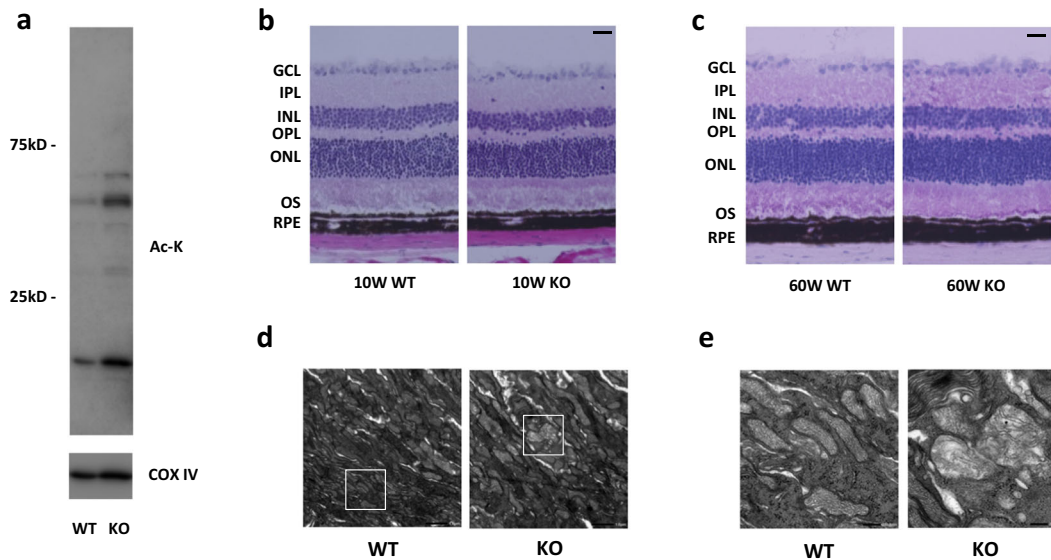 a
75kD -
25kD -
Ac-K
COX IV
WT KO
b
GCL
IPL
INL
OPL
ONL
OS
RPE
10W WT 10W KO
c
GCL
IPL
INL
OPL
ONL
OS
RPE
60W WT 60W KO
d
WT KO
e
WT KO